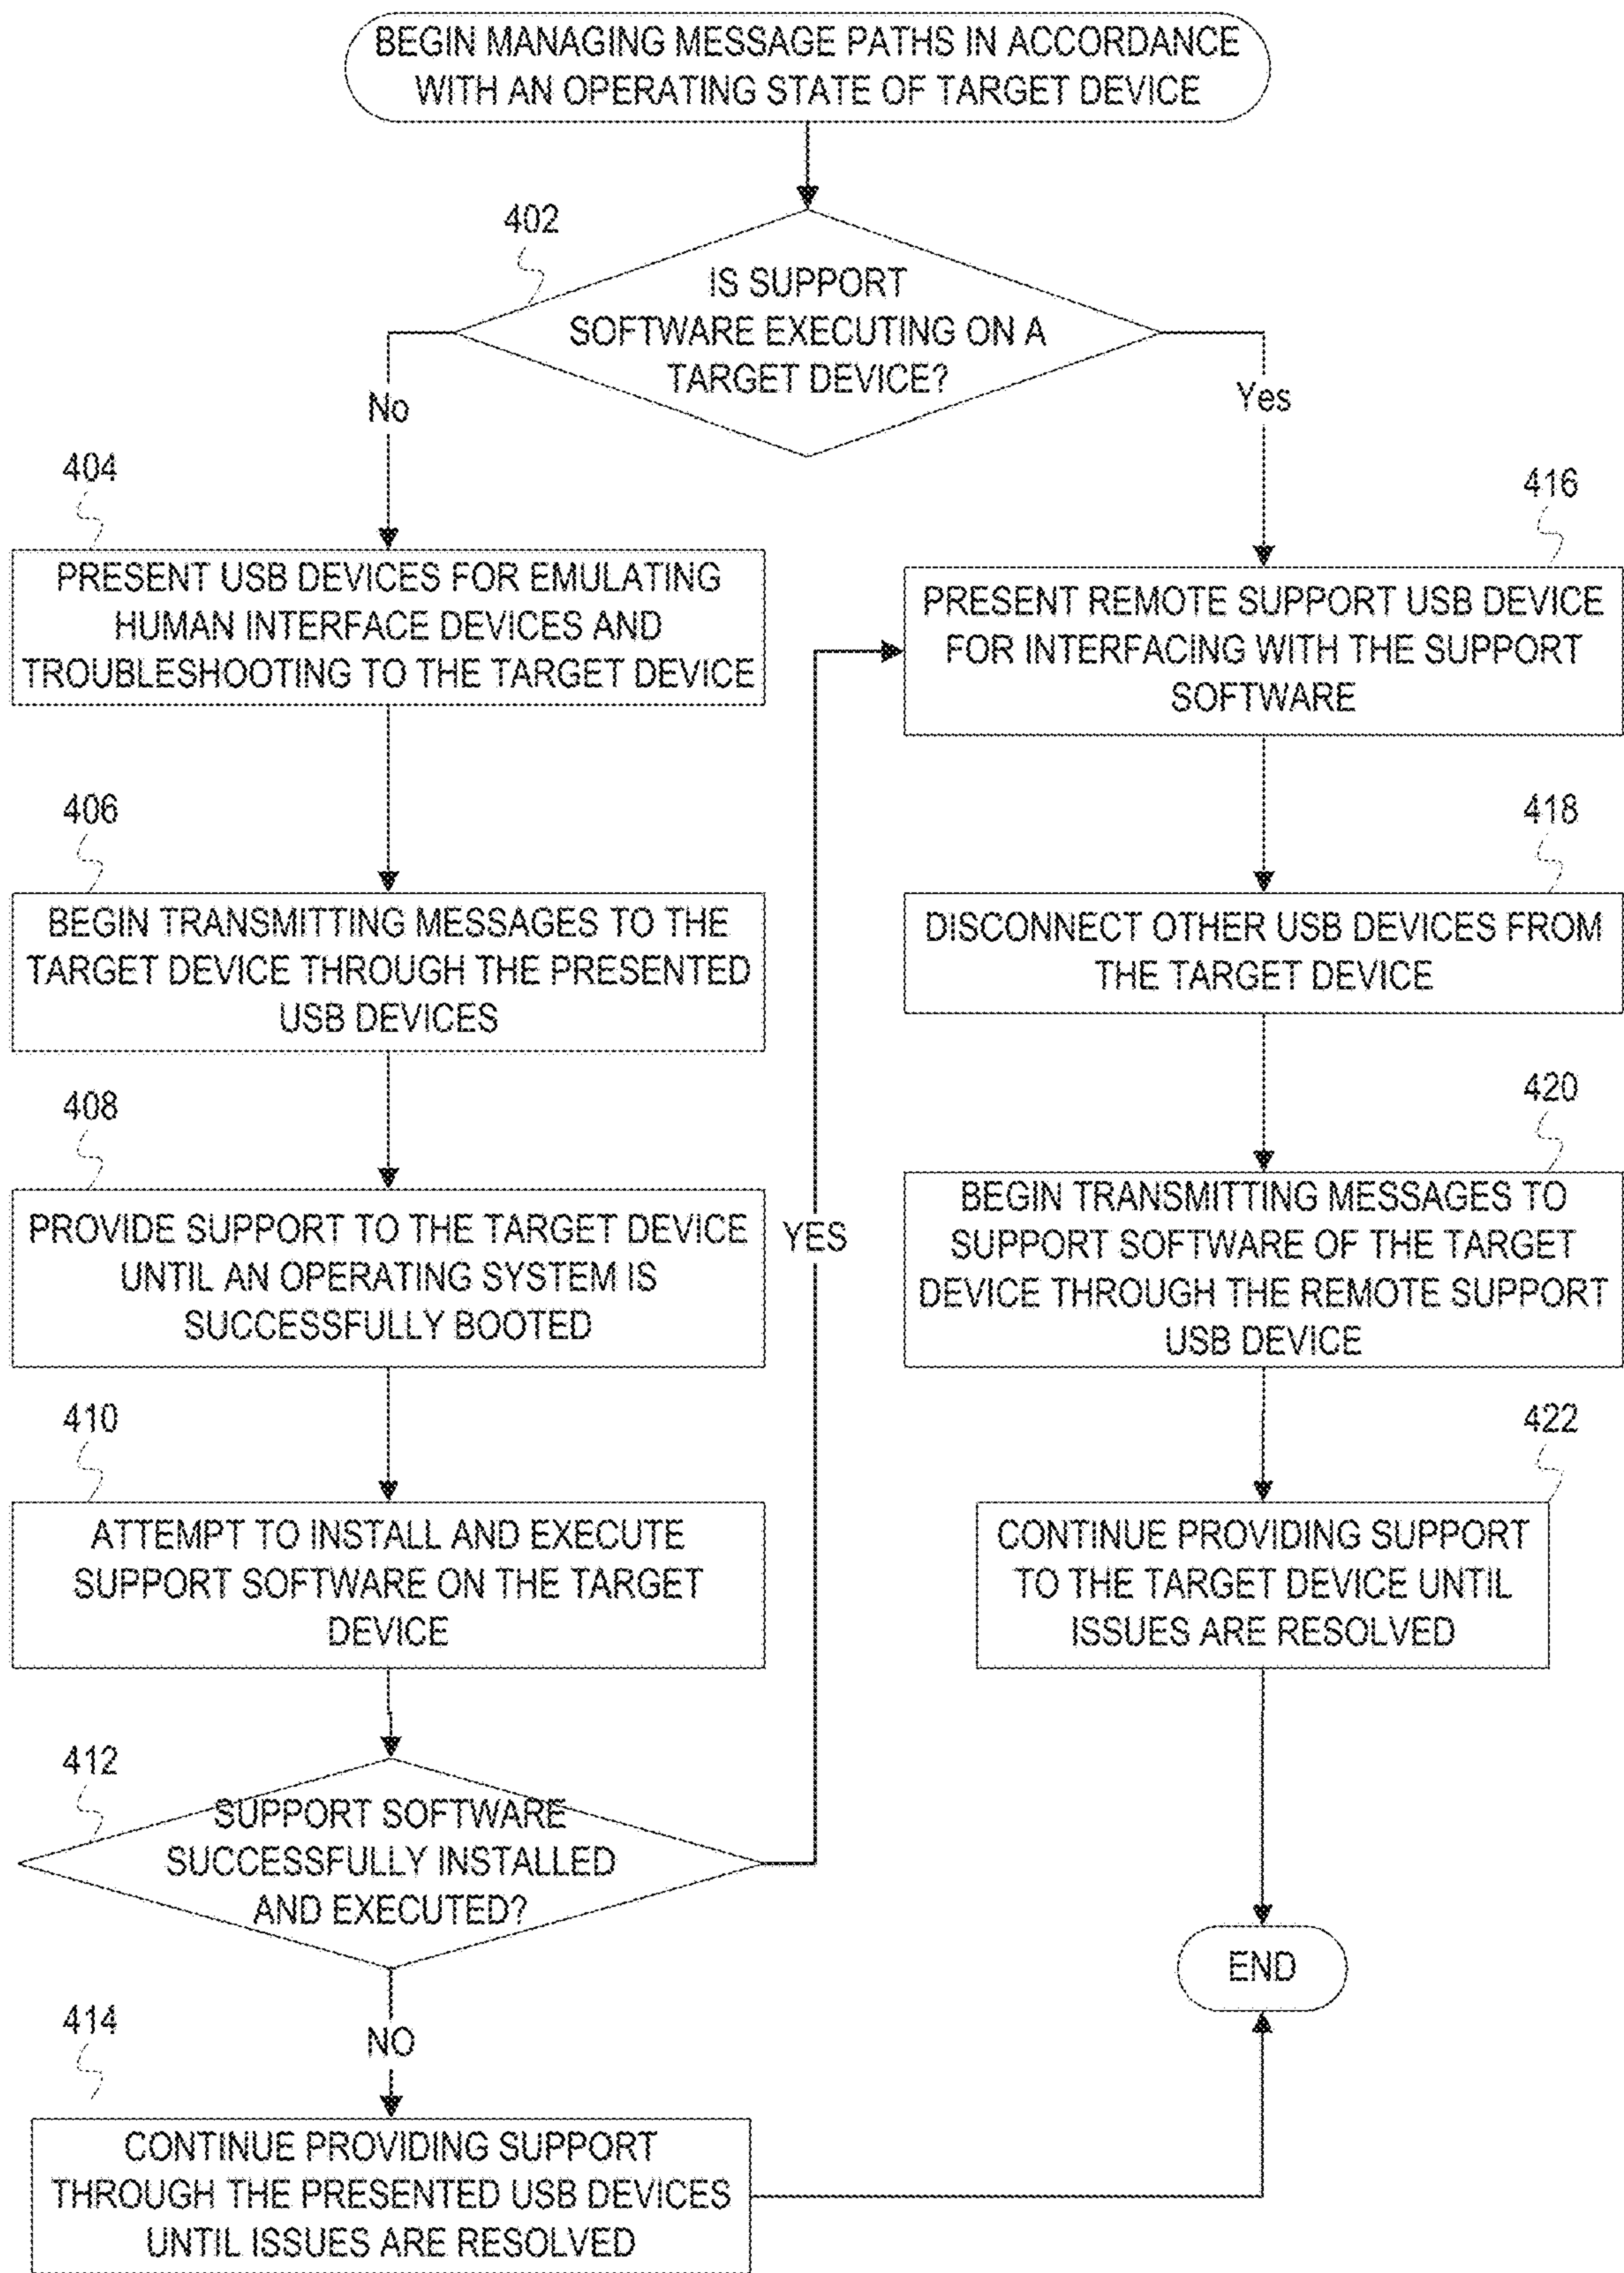 BEGIN MANAGING MESSAGE PATHS IN ACCORDANCE
WITH AN OPERATING STATE OF TARGET DEVICE
402
IS SUPPORT
SOFTWARE EXECUTING ON A
TARGET DEVICE?
No
Yes
404
PRESENT USB DEVICES FOR EMULATING
HUMAN INTERFACE DEVICES AND
TROUBLESHOOTING TO THE TARGET DEVICE
406
BEGIN TRANSMITTING MESSAGES TO THE
TARGET DEVICE THROUGH THE PRESENTED
USB DEVICES
408
PROVIDE SUPPORT TO THE TARGET DEVICE
UNTIL AN OPERATING SYSTEM IS
SUCCESSFULLY BOOTED
410
ATTEMPT TO INSTALL AND EXECUTE
SUPPORT SOFTWARE ON THE TARGET
DEVICE
412
SUPPORT SOFTWARE
SUCCESSFULLY INSTALLED
AND EXECUTED?
YES
NO
414
CONTINUE PROVIDING SUPPORT
THROUGH THE PRESENTED USB DEVICES
UNTIL ISSUES ARE RESOLVED
416
PRESENT REMOTE SUPPORT USB DEVICE
FOR INTERFACING WITH THE SUPPORT
SOFTWARE
418
DISCONNECT OTHER USB DEVICES FROM
THE TARGET DEVICE
420
BEGIN TRANSMITTING MESSAGES TO
SUPPORT SOFTWARE OF THE TARGET
DEVICE THROUGH THE REMOTE SUPPORT
USB DEVICE
422
CONTINUE PROVIDING SUPPORT
TO THE TARGET DEVICE UNTIL
ISSUES ARE RESOLVED
END